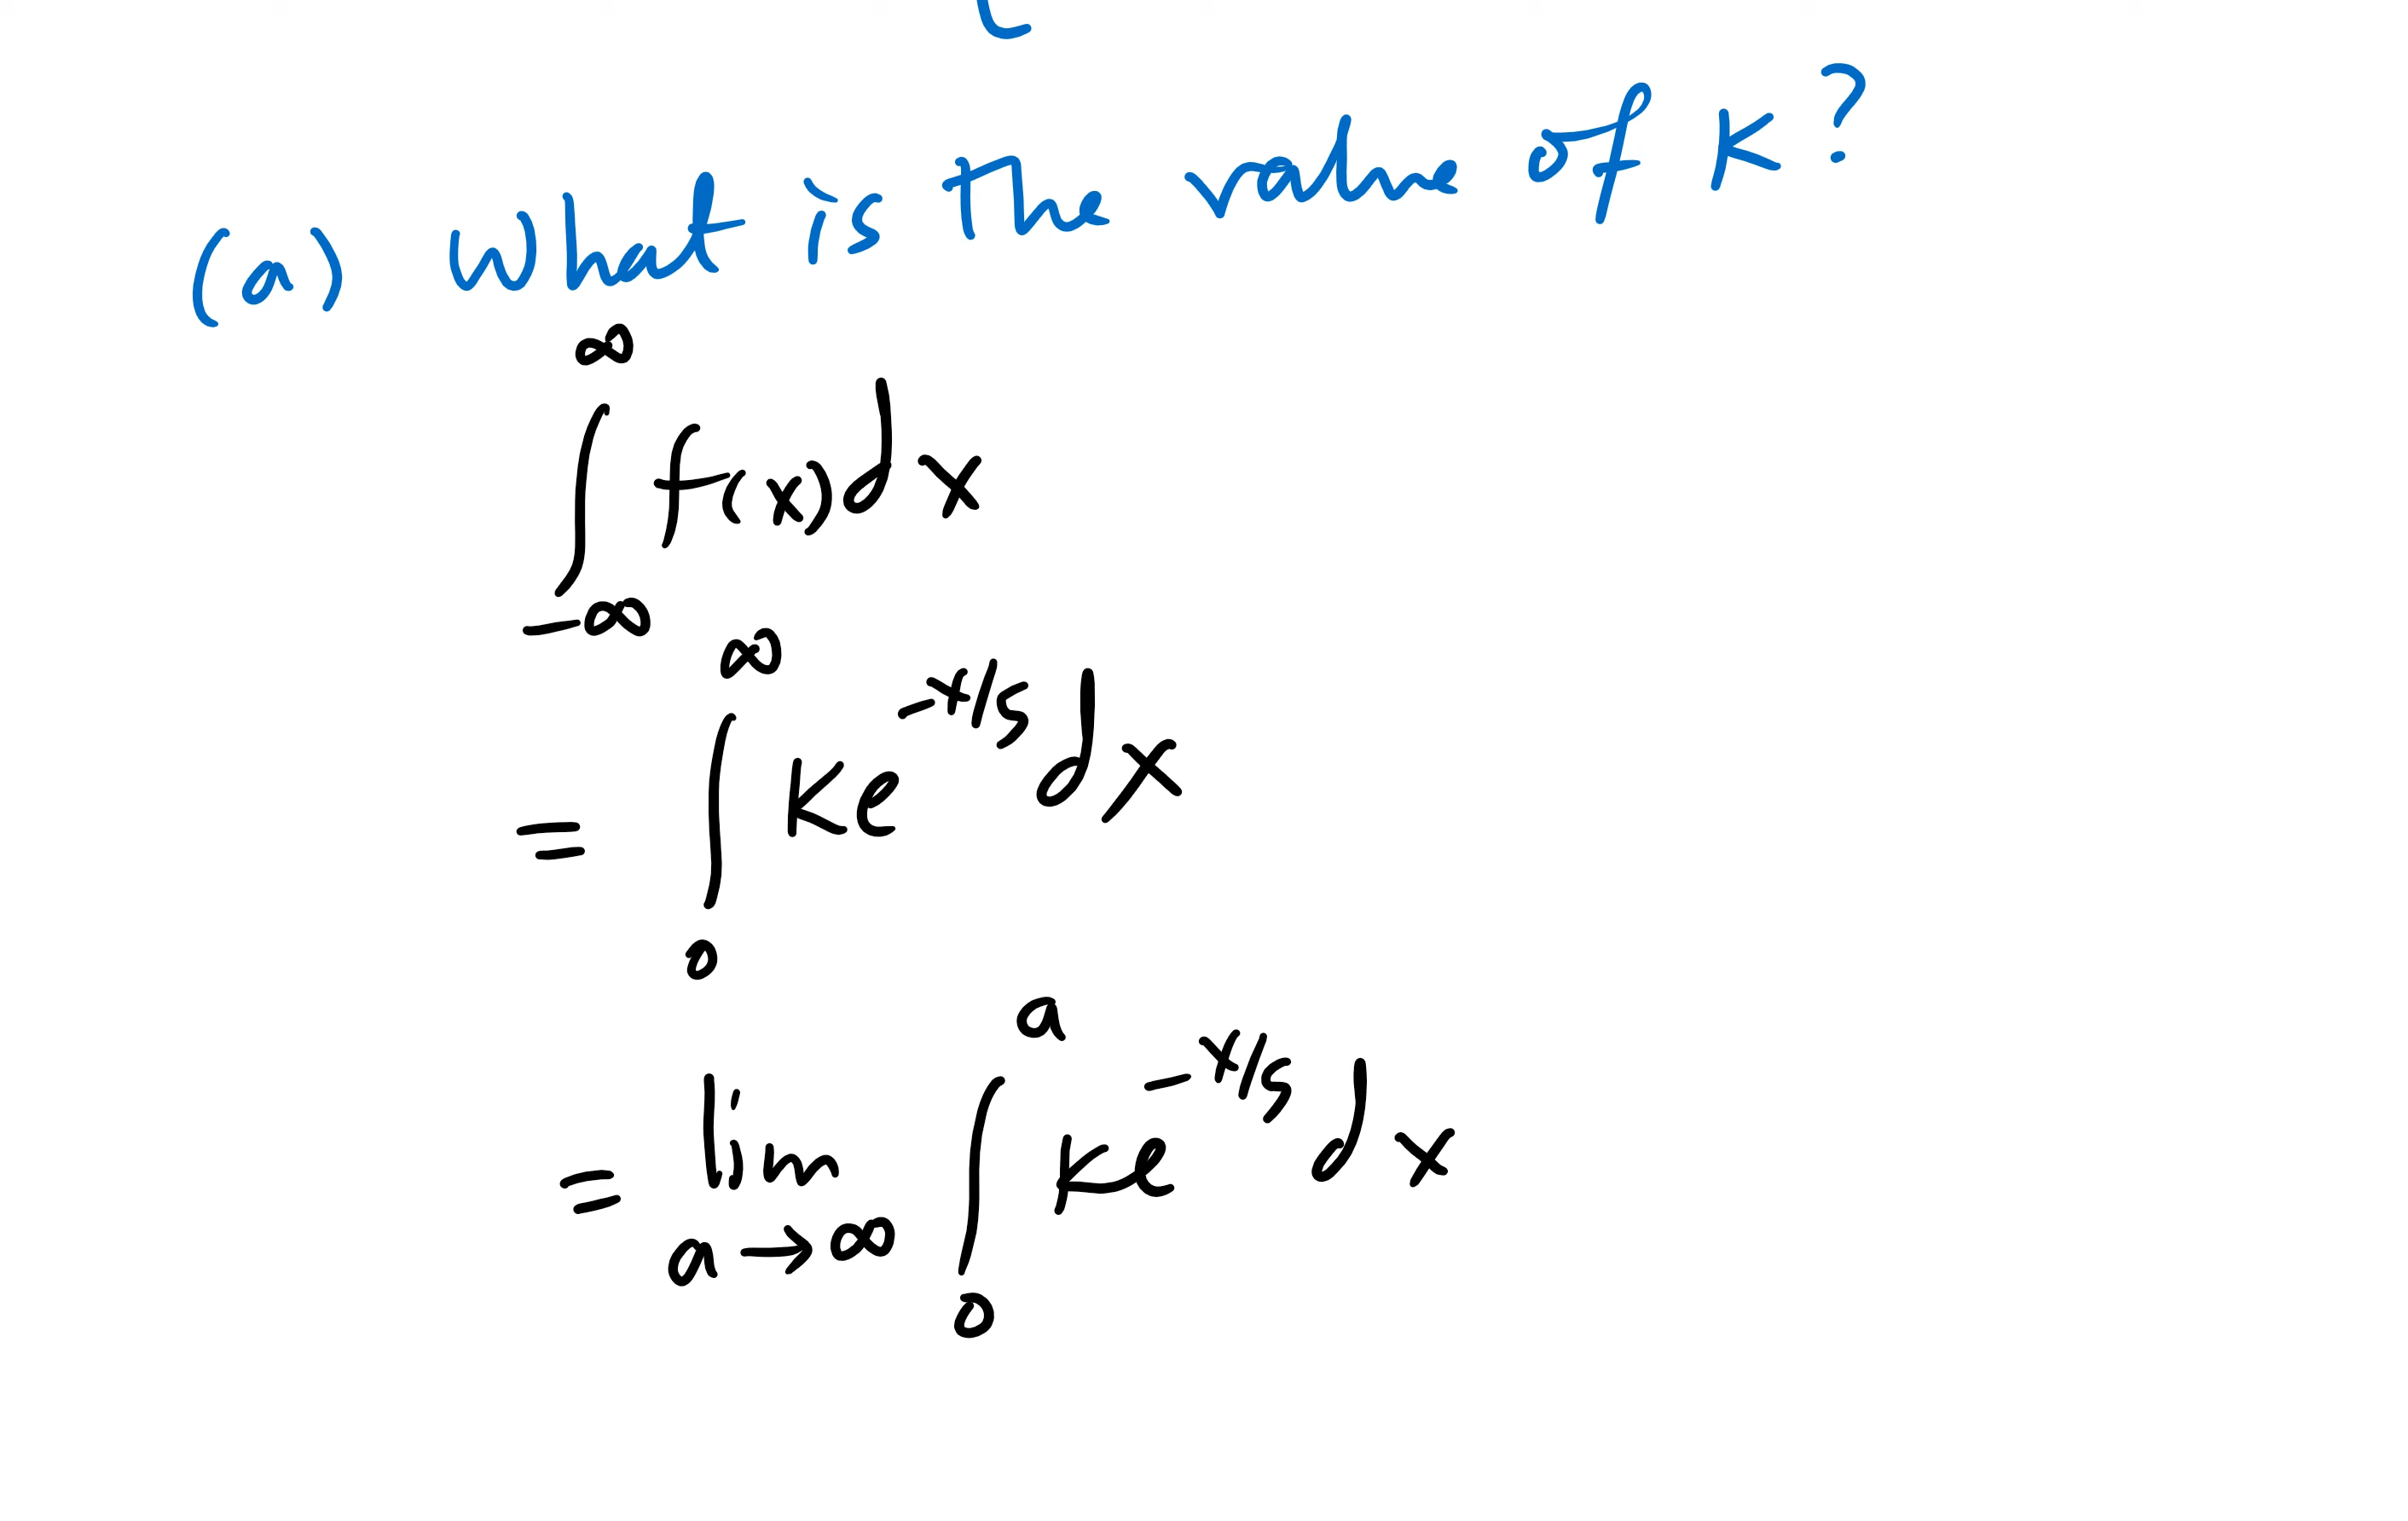 (a) What is the value of K?
∫_{-∞}^{∞} f(x)dx
= ∫_{0}^{∞} Ke^{-x/5} dx
= lim_{a→∞} ∫_{0}^{a} Ke^{-x/5} dx